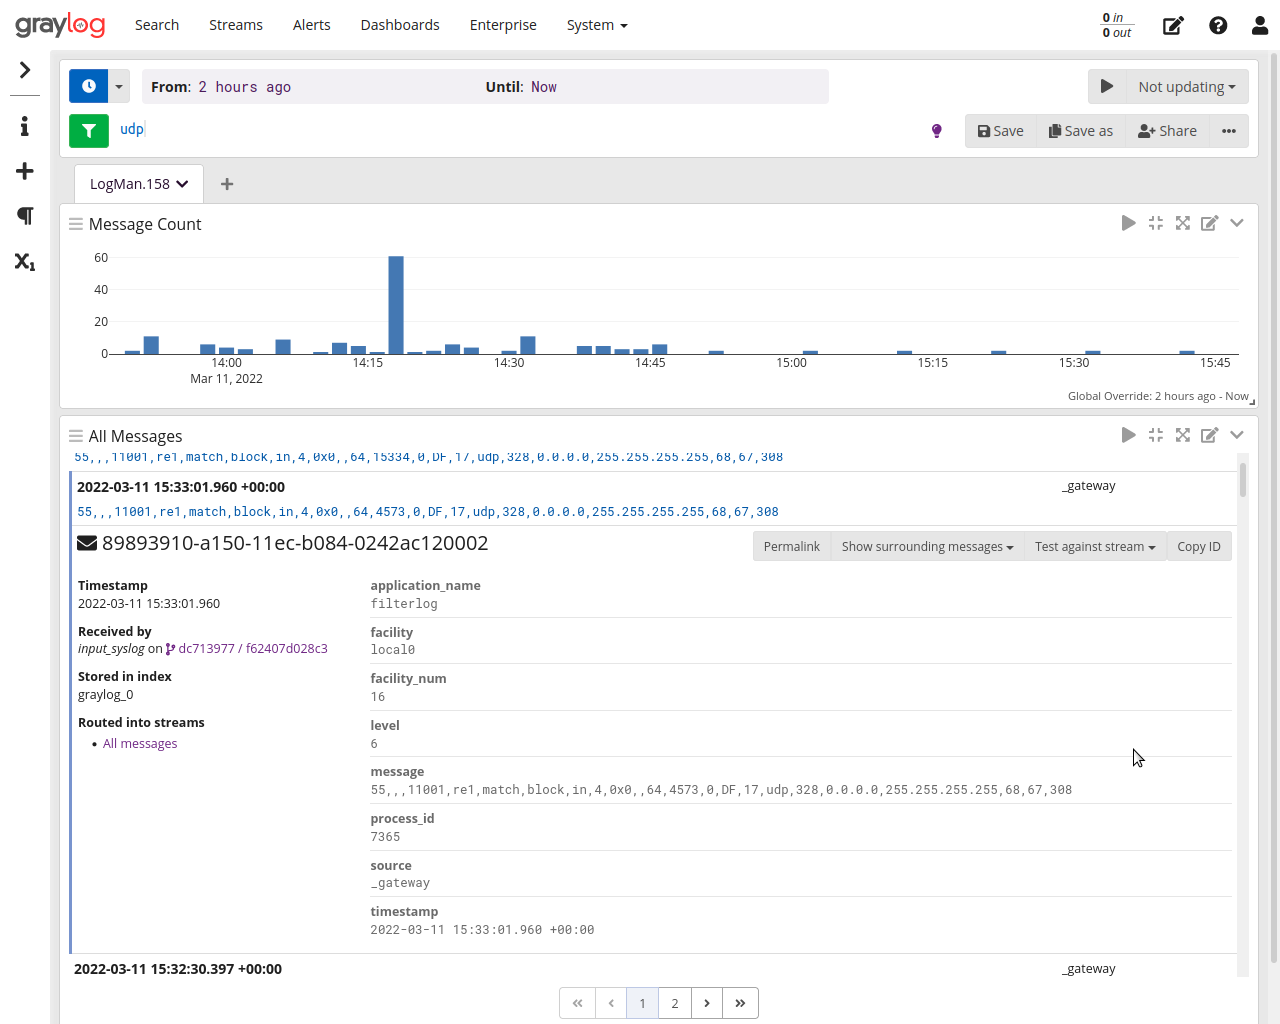 graylog Search Streams Alerts Dashboards Enterprise System 0 in
0 out
From: 2 hours ago Until: Now Not updating
udp Save Save as Share
LogMan.158
Message Count
60
40
20
0
14:00 14:15 14:30 14:45 15:00 15:15 15:30 15:45
Mar 11, 2022
Global Override: 2 hours ago - Now
All Messages
55,,,11001,re1,match,block,in,4,0x0,,64,15334,0,DF,17,udp,328,0.0.0.0,255.255.255.255,68,67,308
2022-03-11 15:33:01.960 +00:00 _gateway
55,,,11001,re1,match,block,in,4,0x0,,64,4573,0,DF,17,udp,328,0.0.0.0,255.255.255.255,68,67,308
89893910-a150-11ec-b084-0242ac120002 Permalink Show surrounding messages Test against stream Copy ID
Timestamp
2022-03-11 15:33:01.960
Received by
input_syslog on dc713977 / f62407d028c3
Stored in index
graylog_0
Routed into streams
• All messages
application_name
filterlog
facility
local0
facility_num
16
level
6
message
55,,,11001,re1,match,block,in,4,0x0,,64,4573,0,DF,17,udp,328,0.0.0.0,255.255.255.255,68,67,308
process_id
7365
source
_gateway
timestamp
2022-03-11 15:33:01.960 +00:00
2022-03-11 15:32:30.397 +00:00 _gateway
« ‹ 1 2 › »